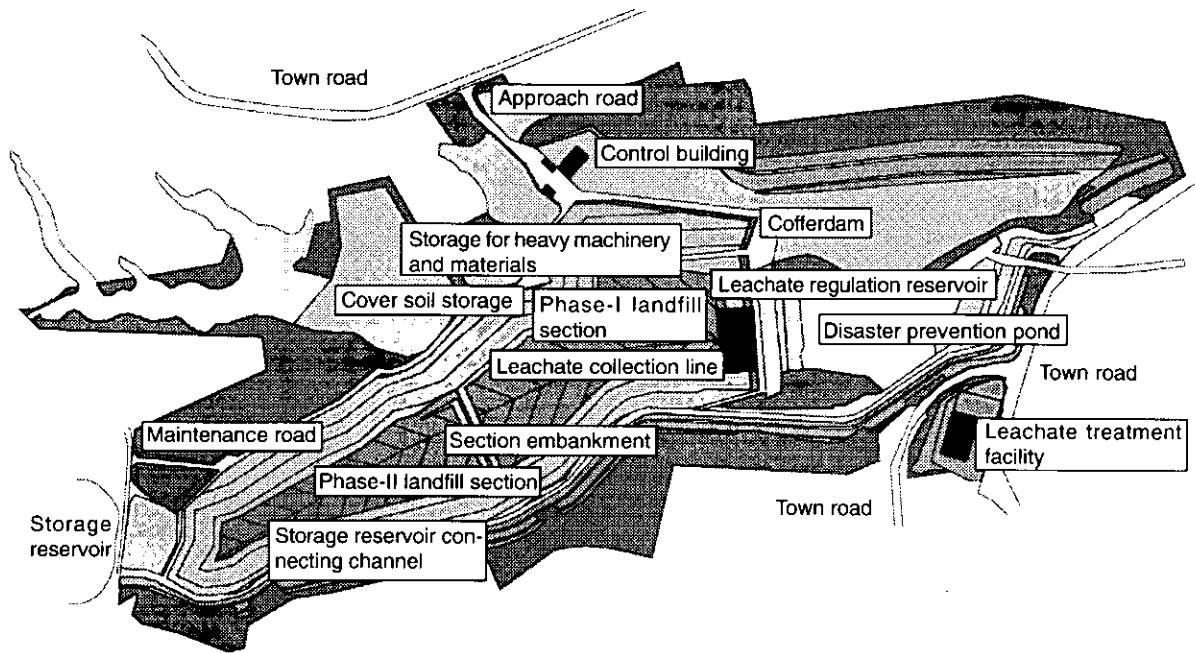 Town road
Approach road
Control building
Cofferdam
Storage for heavy machinery
and materials
Leachate regulation reservoir
Cover soil storage
Phase-I landfill
section
Disaster prevention pond
Leachate collection line
Town road
Maintenance road
Section embankment
Leachate treatment
facility
Phase-II landfill section
Town road
Storage
reservoir
Storage reservoir con-
necting channel